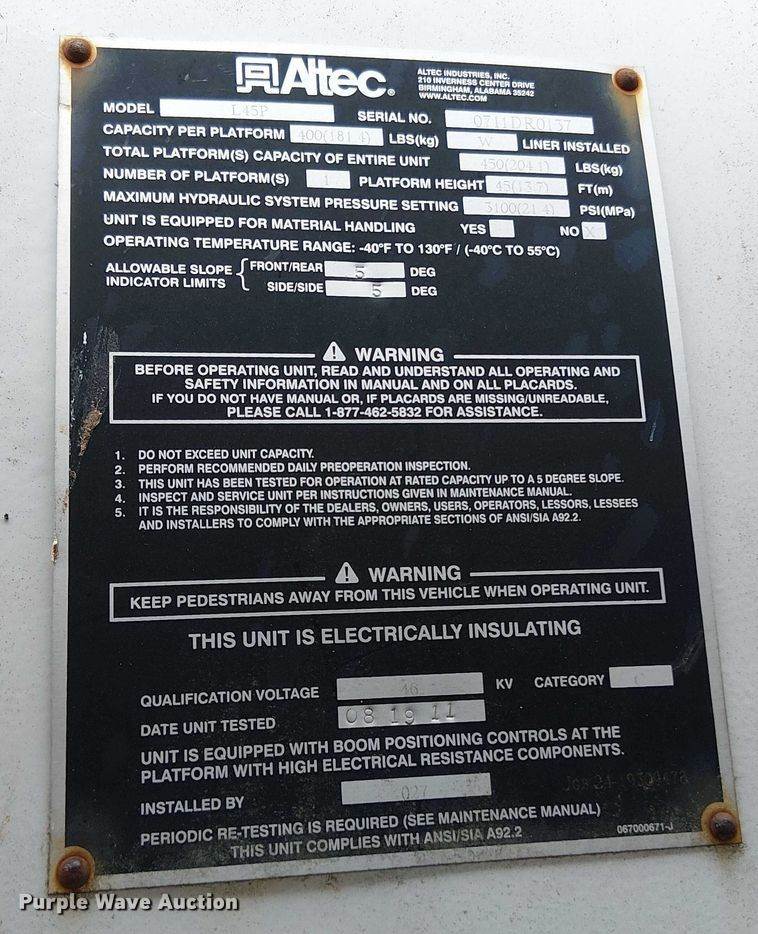 Altec®
ALTEC INDUSTRIES, INC.
210 INVERNESS CENTER DRIVE
BIRMINGHAM, ALABAMA 35242
WWW.ALTEC.COM
MODEL L45P SERIAL NO. 0711DR0137
CAPACITY PER PLATFORM 400(181.4) LBS(kg) W LINER INSTALLED
TOTAL PLATFORM(S) CAPACITY OF ENTIRE UNIT 450(204.1) LBS(kg)
NUMBER OF PLATFORM(S) 1 PLATFORM HEIGHT 45(13.7) FT(m)
MAXIMUM HYDRAULIC SYSTEM PRESSURE SETTING 3100(21.4) PSI(MPa)
UNIT IS EQUIPPED FOR MATERIAL HANDLING YES NO X
OPERATING TEMPERATURE RANGE: -40°F TO 130°F / (-40°C TO 55°C)
ALLOWABLE SLOPE { FRONT/REAR 5 DEG
INDICATOR LIMITS SIDE/SIDE 5 DEG
⚠ WARNING
BEFORE OPERATING UNIT, READ AND UNDERSTAND ALL OPERATING AND
SAFETY INFORMATION IN MANUAL AND ON ALL PLACARDS.
IF YOU DO NOT HAVE MANUAL OR, IF PLACARDS ARE MISSING/UNREADABLE,
PLEASE CALL 1-877-462-5832 FOR ASSISTANCE.
1. DO NOT EXCEED UNIT CAPACITY.
2. PERFORM RECOMMENDED DAILY PREOPERATION INSPECTION.
3. THIS UNIT HAS BEEN TESTED FOR OPERATION AT RATED CAPACITY UP TO A 5 DEGREE SLOPE.
4. INSPECT AND SERVICE UNIT PER INSTRUCTIONS GIVEN IN MAINTENANCE MANUAL.
5. IT IS THE RESPONSIBILITY OF THE DEALERS, OWNERS, USERS, OPERATORS, LESSORS, LESSEES
AND INSTALLERS TO COMPLY WITH THE APPROPRIATE SECTIONS OF ANSI/SIA A92.2.
⚠ WARNING
KEEP PEDESTRIANS AWAY FROM THIS VEHICLE WHEN OPERATING UNIT.
THIS UNIT IS ELECTRICALLY INSULATING
QUALIFICATION VOLTAGE 46 KV CATEGORY C
DATE UNIT TESTED 08 19 11
UNIT IS EQUIPPED WITH BOOM POSITIONING CONTROLS AT THE
PLATFORM WITH HIGH ELECTRICAL RESISTANCE COMPONENTS.
INSTALLED BY 027
PERIODIC RE-TESTING IS REQUIRED (SEE MAINTENANCE MANUAL)
THIS UNIT COMPLIES WITH ANSI/SIA A92.2
067000671-J
Purple Wave Auction